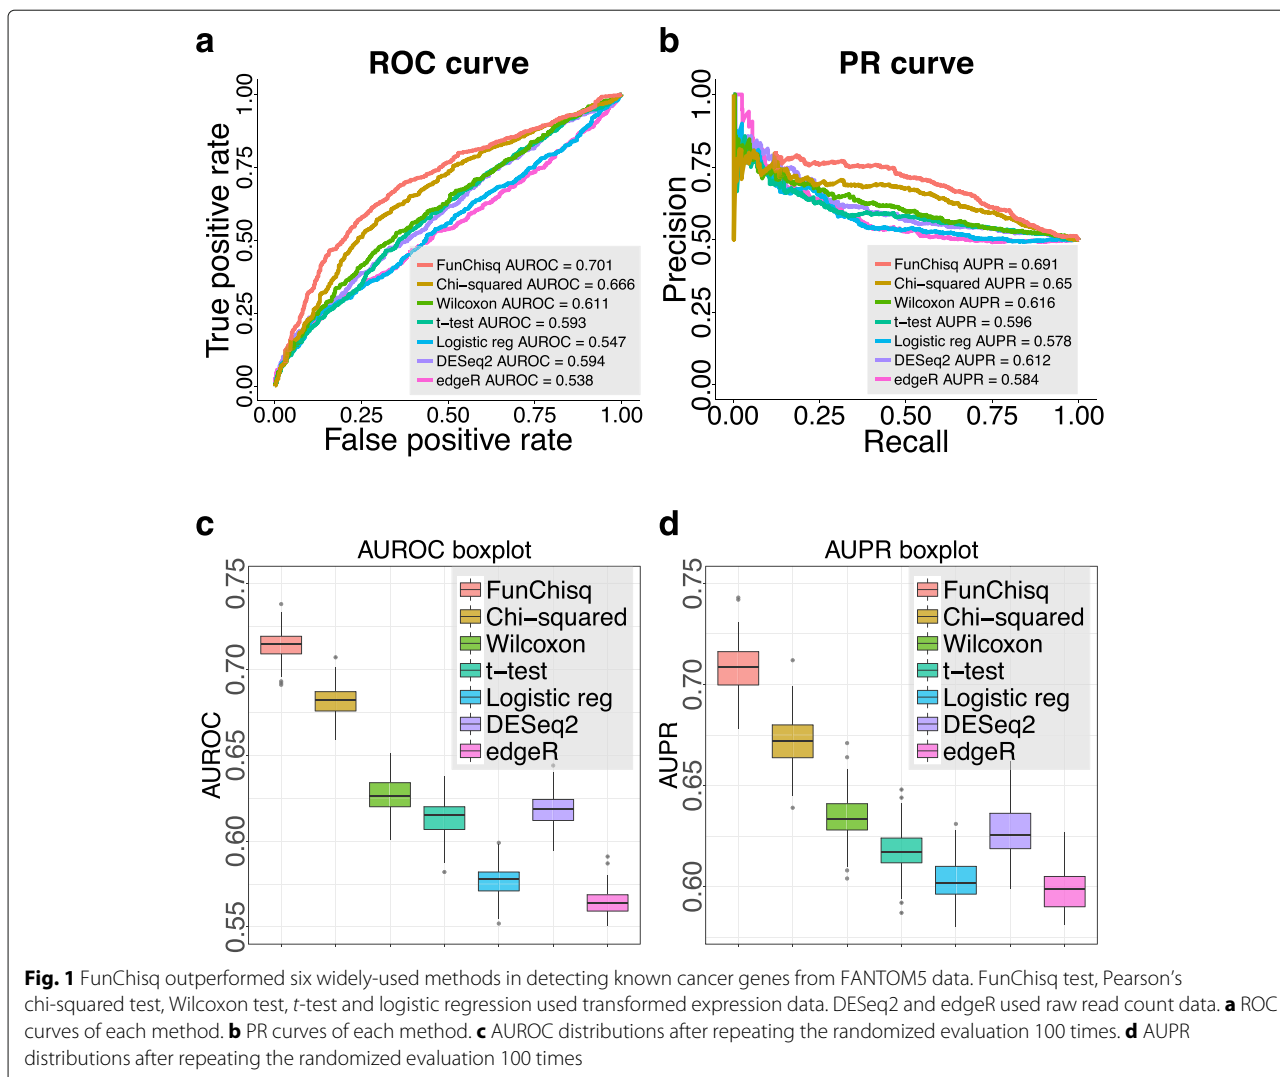 a
ROC curve
True positive rate
1.00
0.75
0.50
0.25
0.00
FunChisq AUROC = 0.701
Chi−squared AUROC = 0.666
Wilcoxon AUROC = 0.611
t−test AUROC = 0.593
Logistic reg AUROC = 0.547
DESeq2 AUROC = 0.594
edgeR AUROC = 0.538
0.00 0.25 0.50 0.75 1.00
False positive rate
b
PR curve
Precision
1.00
0.75
0.50
0.25
0.00
FunChisq AUPR = 0.691
Chi−squared AUPR = 0.65
Wilcoxon AUPR = 0.616
t−test AUPR = 0.596
Logistic reg AUPR = 0.578
DESeq2 AUPR = 0.612
edgeR AUPR = 0.584
0.00 0.25 0.50 0.75 1.00
Recall
c
AUROC boxplot
AUROC
0.75
0.70
0.65
0.60
0.55
FunChisq
Chi−squared
Wilcoxon
t−test
Logistic reg
DESeq2
edgeR
d
AUPR boxplot
AUPR
0.75
0.70
0.65
0.60
FunChisq
Chi−squared
Wilcoxon
t−test
Logistic reg
DESeq2
edgeR
Fig. 1 FunChisq outperformed six widely-used methods in detecting known cancer genes from FANTOM5 data. FunChisq test, Pearson's
chi-squared test, Wilcoxon test, t-test and logistic regression used transformed expression data. DESeq2 and edgeR used raw read count data. a ROC
curves of each method. b PR curves of each method. c AUROC distributions after repeating the randomized evaluation 100 times. d AUPR
distributions after repeating the randomized evaluation 100 times